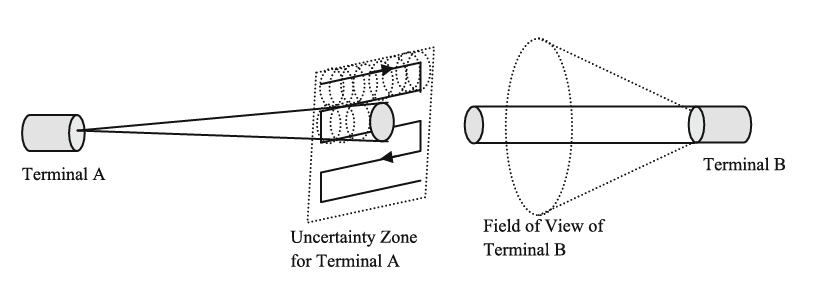 Terminal A
Uncertainty Zone
for Terminal A
Field of View of
Terminal B
Terminal B